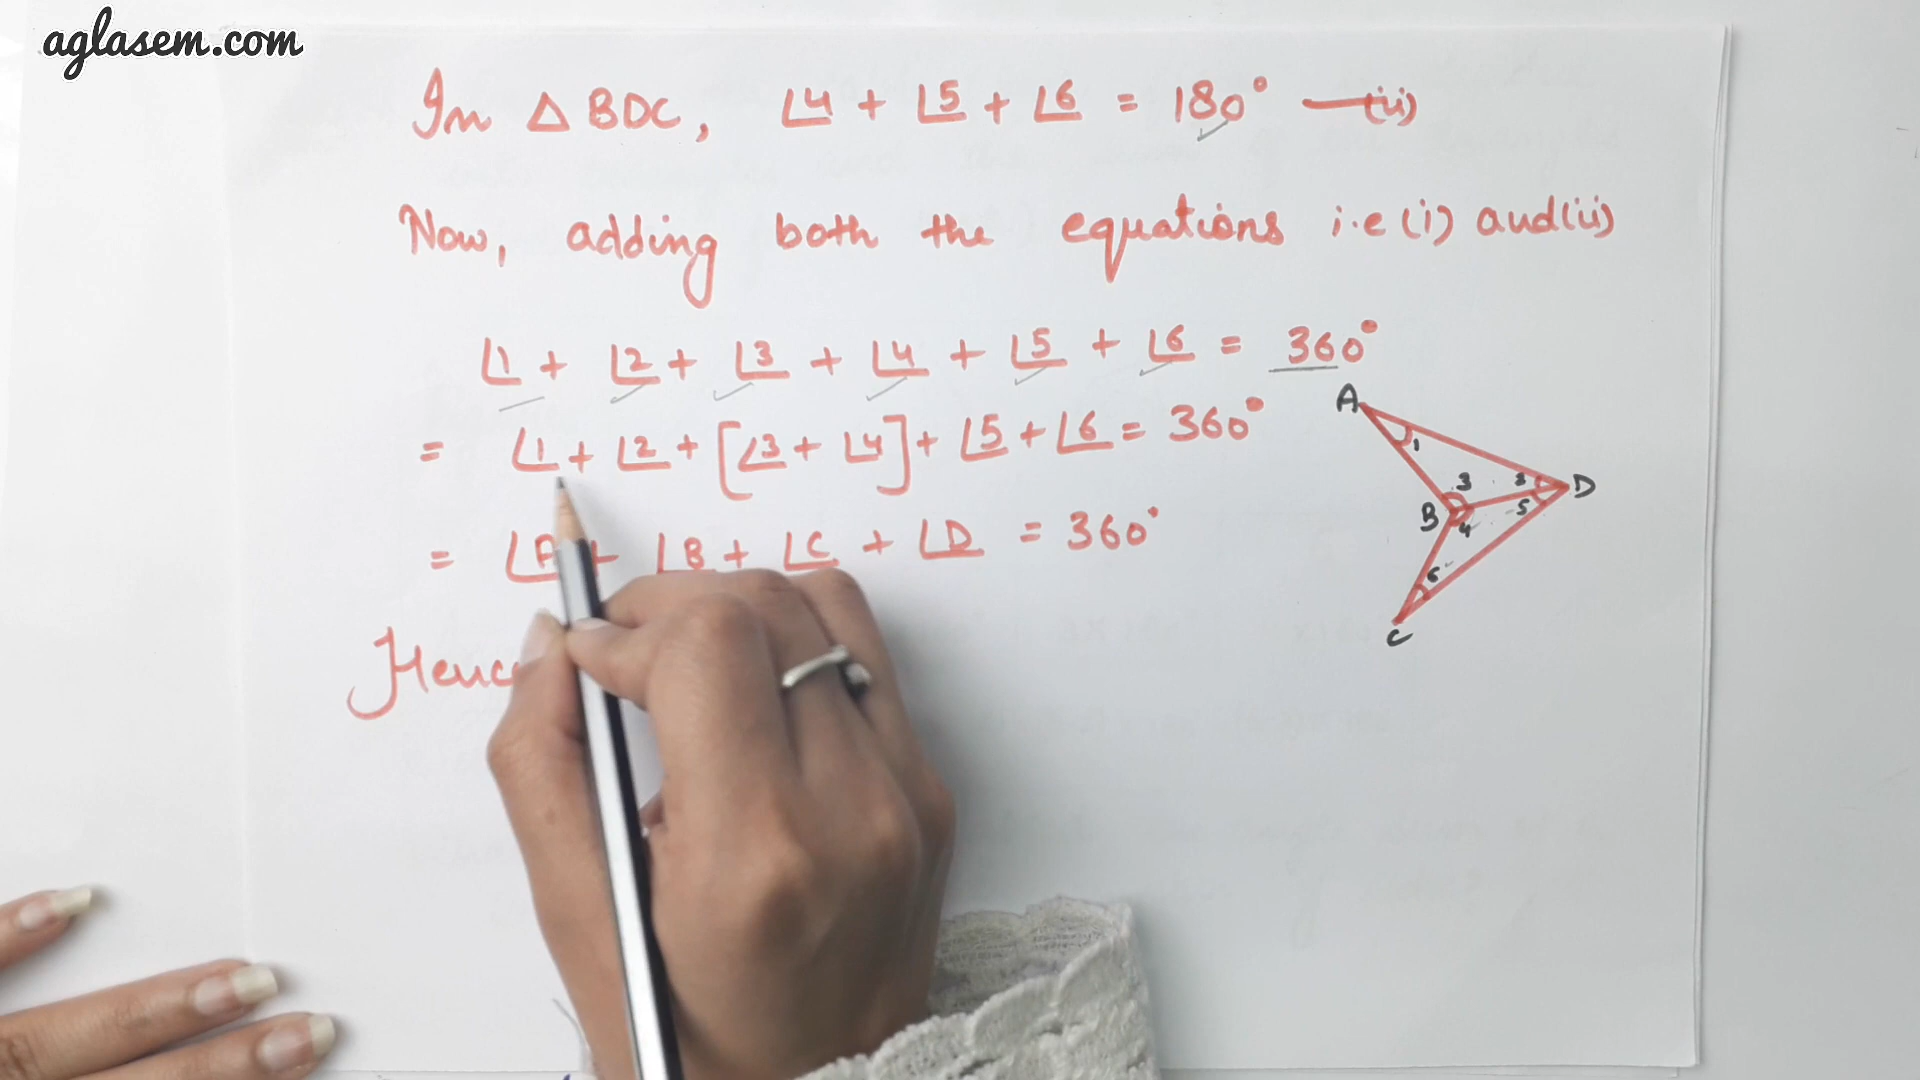 aglasem.com
In △ BDC, ∠4 + ∠5 + ∠6 = 180° —(ii)
Now, adding both the equations i.e (i) and (ii)
∠1 + ∠2 + ∠3 + ∠4 + ∠5 + ∠6 = 360°
= ∠1 + ∠2 + [∠3 + ∠4] + ∠5 + ∠6 = 360°
= ∠A + ∠B + ∠C + ∠D = 360°
A
1
3
2
D
B
4
5
6
C